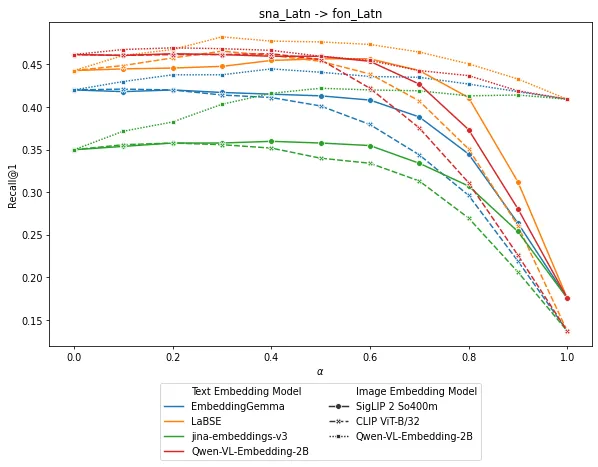 sna_Latn -> fon_Latn
Recall@1
0.45
0.40
0.35
0.30
0.25
0.20
0.15
0.0 0.2 0.4 0.6 0.8 1.0
α
Text Embedding Model Image Embedding Model
EmbeddingGemma SigLIP 2 So400m
LaBSE CLIP ViT-B/32
jina-embeddings-v3 Qwen-VL-Embedding-2B
Qwen-VL-Embedding-2B